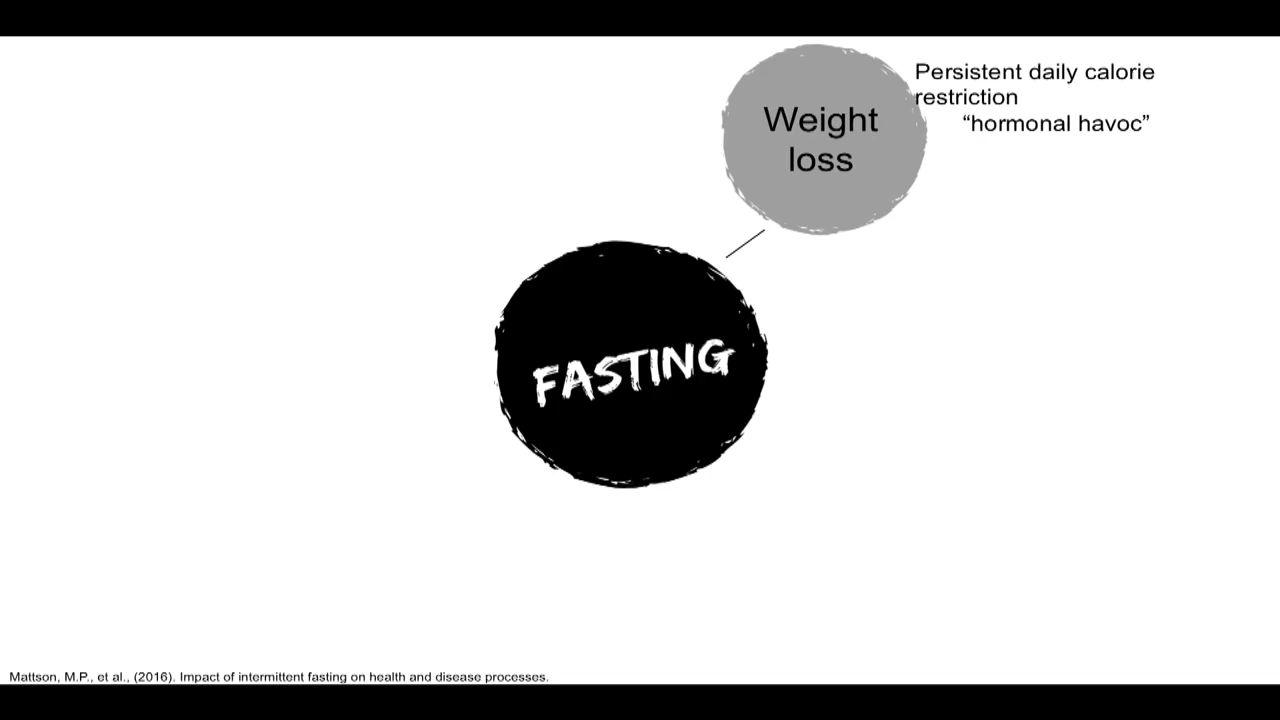 Persistent daily calorie
restriction
“hormonal havoc”
Weight
loss
FASTING
Mattson, M.P., et al., (2016). Impact of intermittent fasting on health and disease processes.